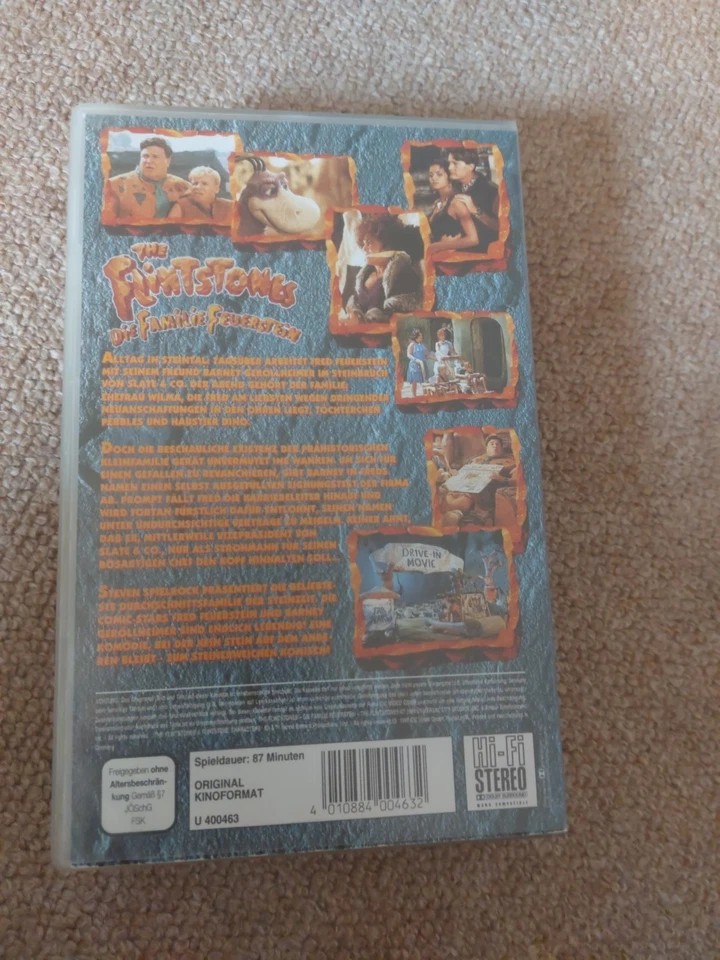 THE
FLINTSTONES
DIE FAMILIE FEUERSTEIN
ALLTAG IN STEINTAL: TAGSÜBER ARBEITET FRED FEUERSTEIN
MIT SEINEM FREUND BARNEY GERÖLLHEIMER IM STEINBRUCH
VON SLATE & CO. DER ABEND GEHÖRT DER FAMILIE:
EHEFRAU WILMA, DIE FRED AM LIEBSTEN WEGEN DRINGENDER
NEUANSCHAFFUNGEN IN DEN OHREN LIEGT, TÖCHTERCHEN
PEBBLES UND HAUSTIER DINO.
DOCH DIE BESCHAULICHE EXISTENZ DER PRÄHISTORISCHEN
KLEINFAMILIE GERÄT UNVERMUTET INS WANKEN. UM SICH FÜR
EINEN GEFALLEN ZU REVANCHIEREN, GIBT BARNEY IN FREDS
NAMEN EINEN SELBST AUSGEFÜLLTEN EIGNUNGSTEST DER FIRMA
AB. PROMPT FÄLLT FRED DIE KARRIERELEITER HINAUF UND
WIRD FORTAN FÜRSTLICH DAFÜR ENTLOHNT, SEINEN NAMEN
UNTER UNDURCHSICHTIGE VERTRÄGE ZU MEIßELN. KEINER AHNT,
DAß ER, MITTLERWEILE VIZEPRÄSIDENT VON
SLATE & CO., NUR ALS STROHMANN FÜR SEINEN
BÖSARTIGEN CHEF DEN KOPF HINHALTEN SOLL...
DRIVE-IN
MOVIE
STEVEN SPIELROCK PRÄSENTIERT DIE BELIEBTE-
STE DURCHSCHNITTSFAMILIE DER STEINZEIT. DIE
COMIC-STARS FRED FEUERSTEIN UND BARNEY
GERÖLLHEIMER SIND ENDLICH LEBENDIG! EINE
KOMÖDIE, BEI DER KEIN STEIN AUF DEM ANDE-
REN BLEIBT - ZUM STEINERWEICHEN KOMISCH!
Freigegeben ohne
Altersbeschrän-
kung Gemäß §7
JÖSchG
FSK
Spieldauer: 87 Minuten
ORIGINAL
KINOFORMAT
U 400463
4 010884 004632
Hi-Fi
STEREO
DOLBY SURROUND
MONO COMPATIBLE